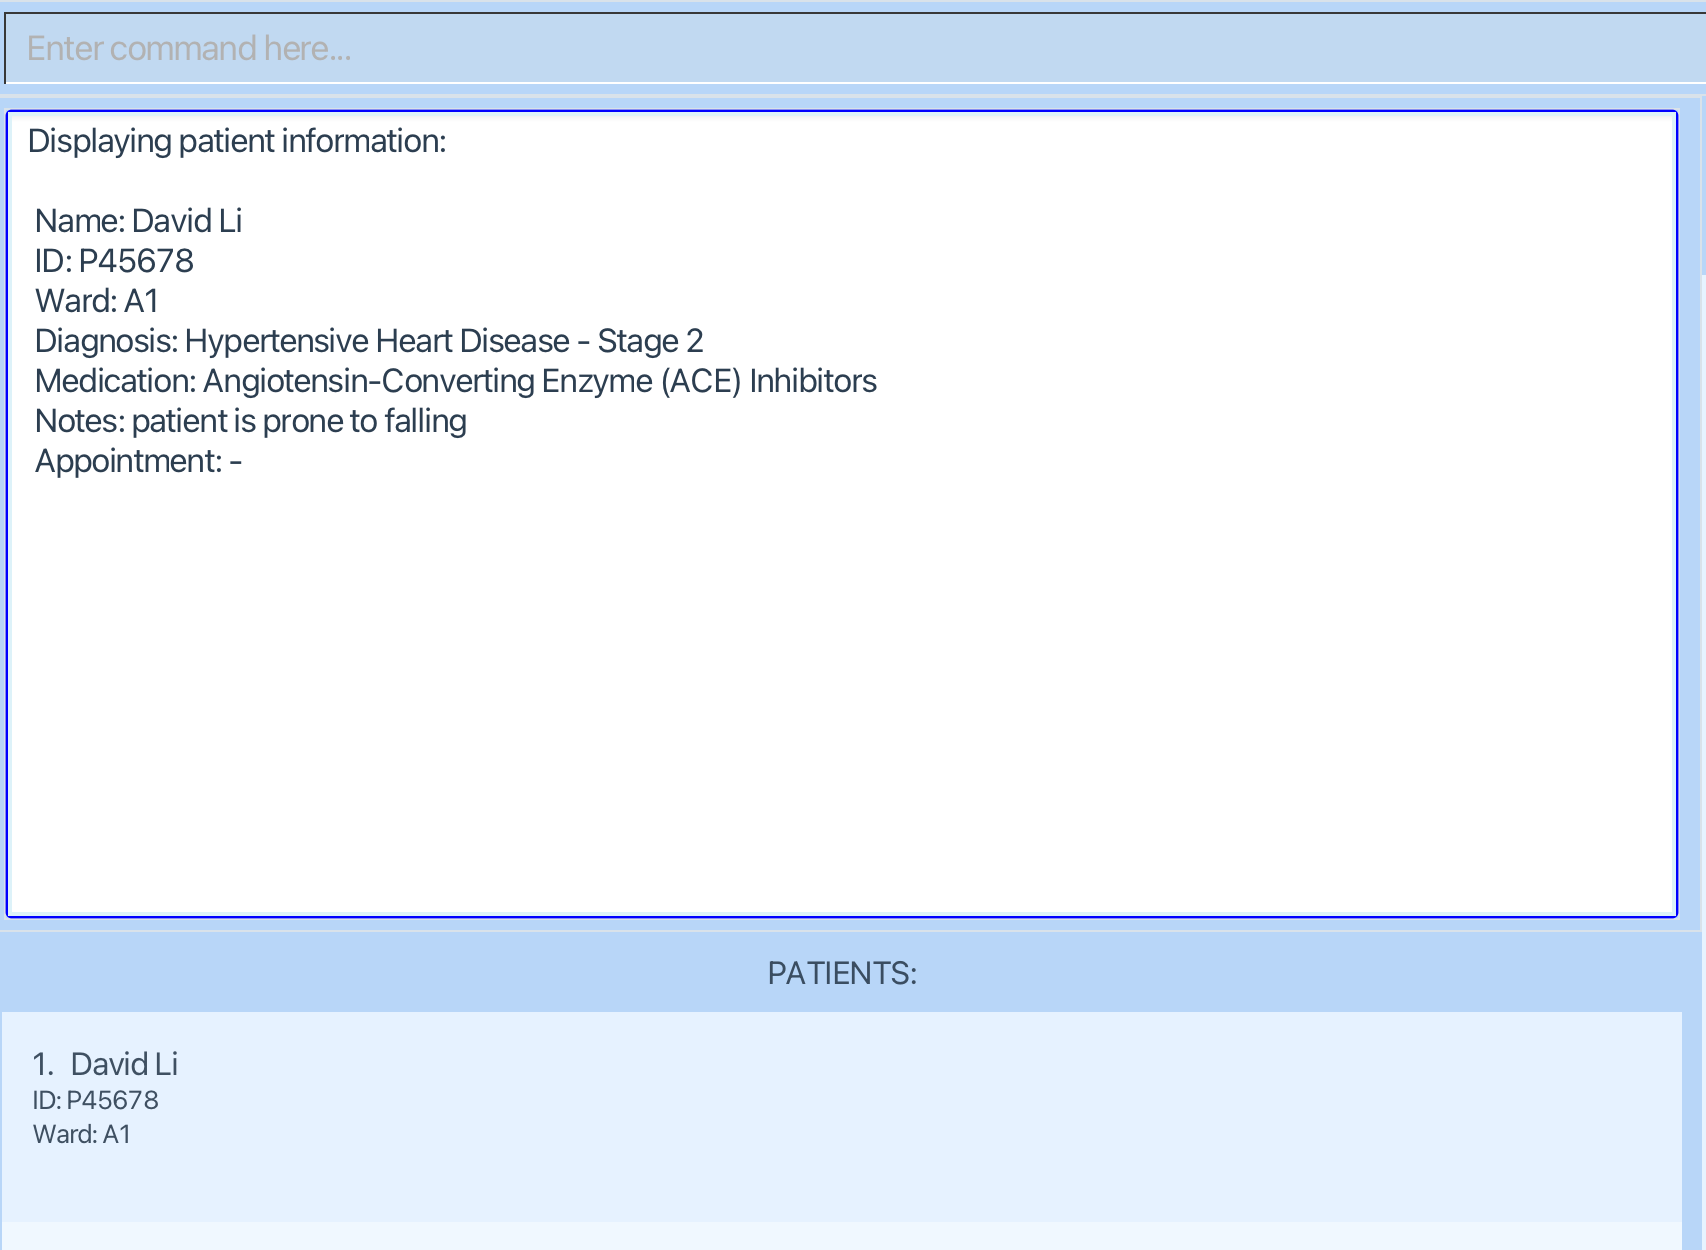 Enter command here...
Displaying patient information:
Name: David Li
ID: P45678
Ward: A1
Diagnosis: Hypertensive Heart Disease - Stage 2
Medication: Angiotensin-Converting Enzyme (ACE) Inhibitors
Notes: patient is prone to falling
Appointment: -
PATIENTS:
1. David Li
ID: P45678
Ward: A1